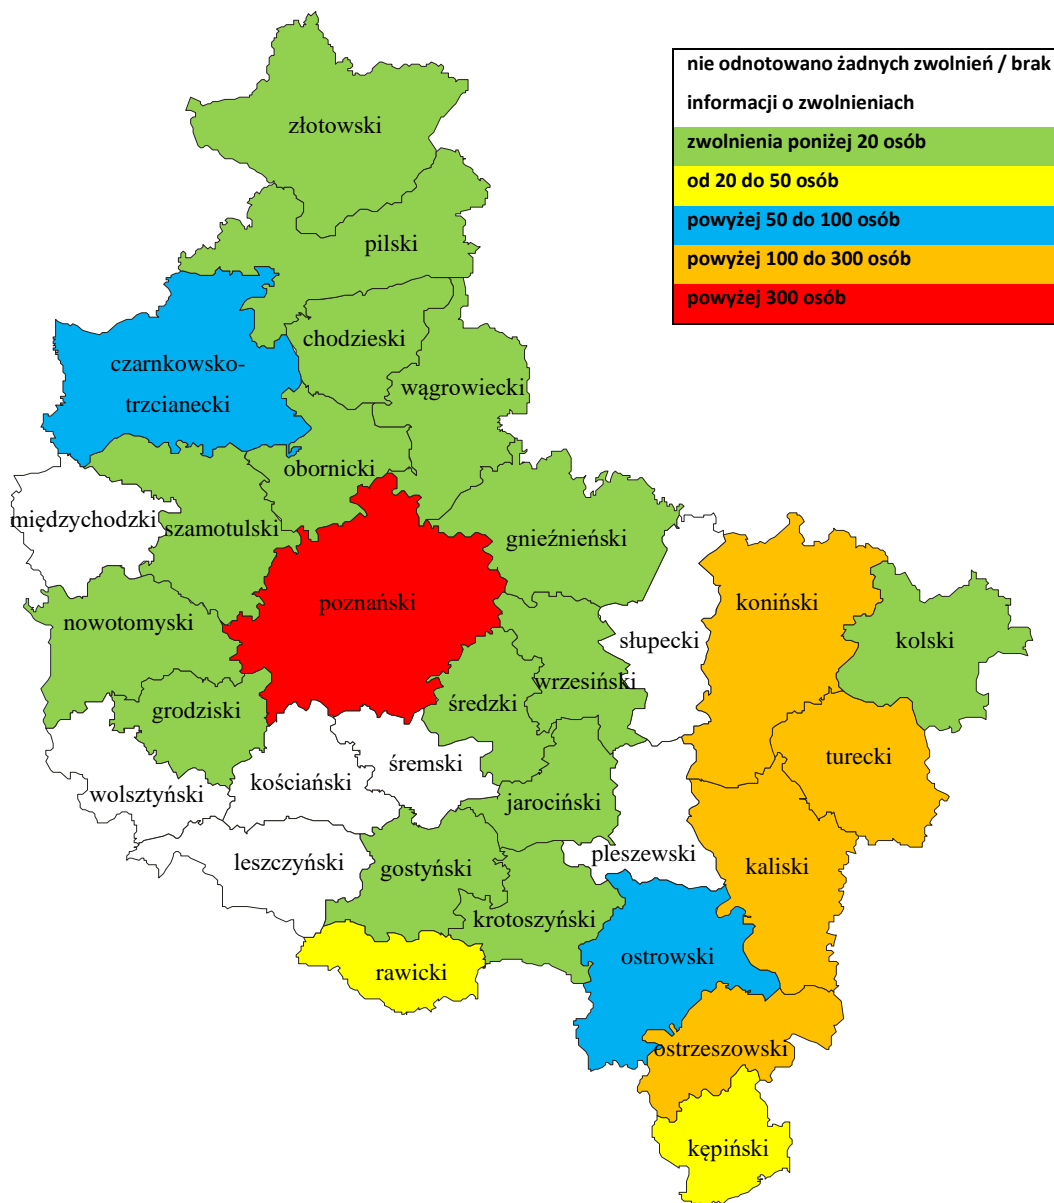 nie odnotowano żadnych zwolnień / brak
informacji o zwolnieniach
zwolnienia poniżej 20 osób
od 20 do 50 osób
powyżej 50 do 100 osób
powyżej 100 do 300 osób
powyżej 300 osób
złotowski
pilski
chodzieski
czarnkowsko-
trzcianecki
wągrowiecki
obornicki
międzychodzki
szamotulski
gnieźnieński
poznański
koniński
nowotomyski
słupecki
kolski
grodziski
średzki
wrzesiński
turecki
śremski
kościański
wolsztyński
jarociński
leszczyński
pleszewski
gostyński
kaliski
krotoszyński
ostrowski
rawicki
ostrzeszowski
kępiński